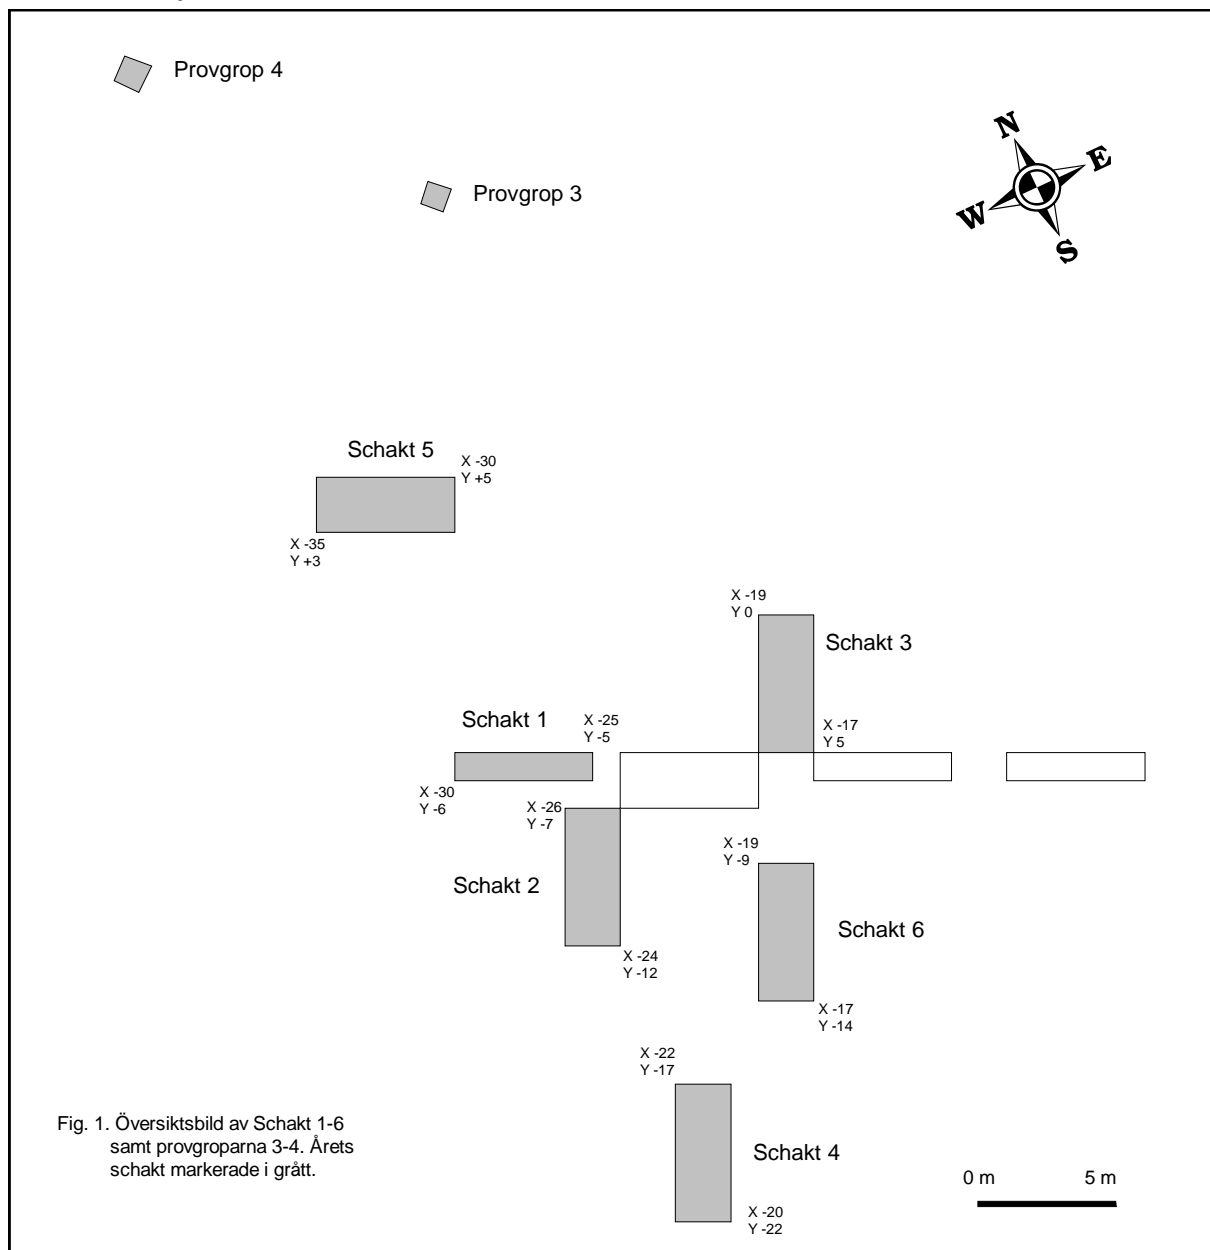 Provgrop 4
Provgrop 3
N
E
W
S
Schakt 5
X -30
Y +5
X -35
Y +3
X -19
Y 0
Schakt 3
Schakt 1
X -25
Y -5
X -17
Y 5
X -30
Y -6
X -26
Y -7
X -19
Y -9
Schakt 2
Schakt 6
X -24
Y -12
X -17
Y -14
X -22
Y -17
Fig. 1. Översiktsbild av Schakt 1-6
samt provgroparna 3-4. Årets
schakt markerade i grått.
Schakt 4
0 m
5 m
X -20
Y -22